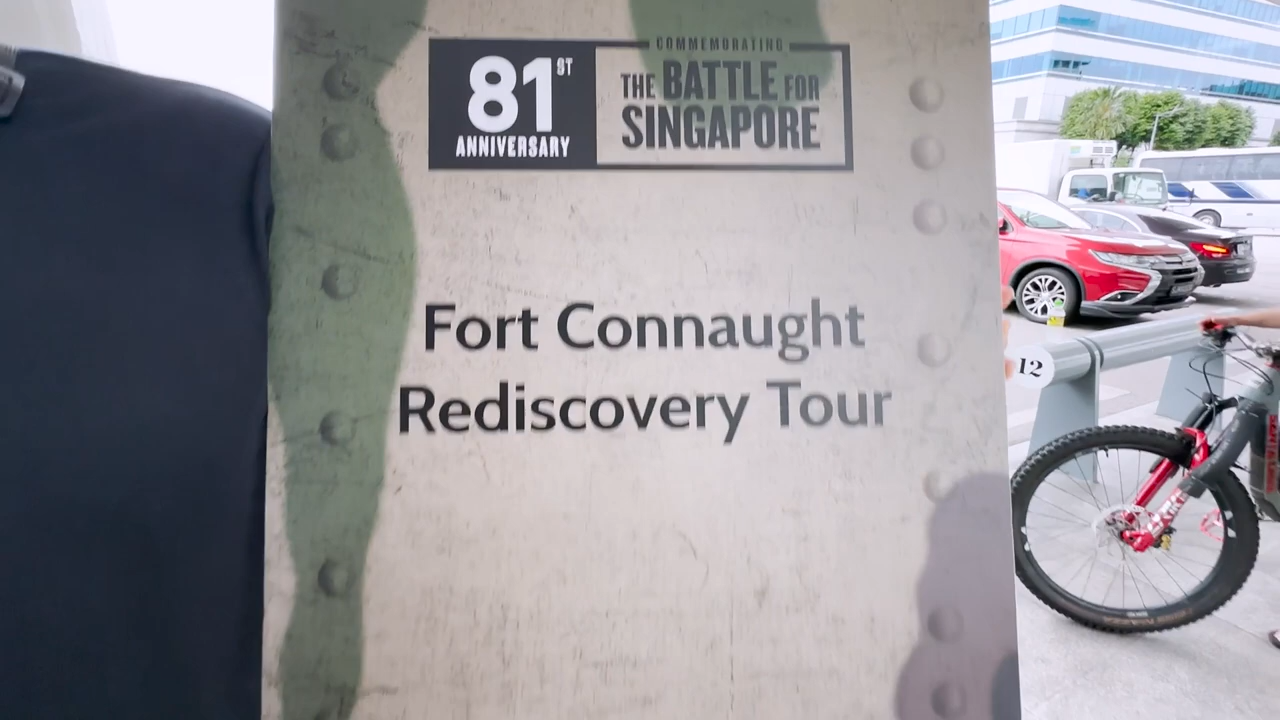 81ST
ANNIVERSARY
COMMEMORATING
THE BATTLE FOR
SINGAPORE
Fort Connaught
Rediscovery Tour
12